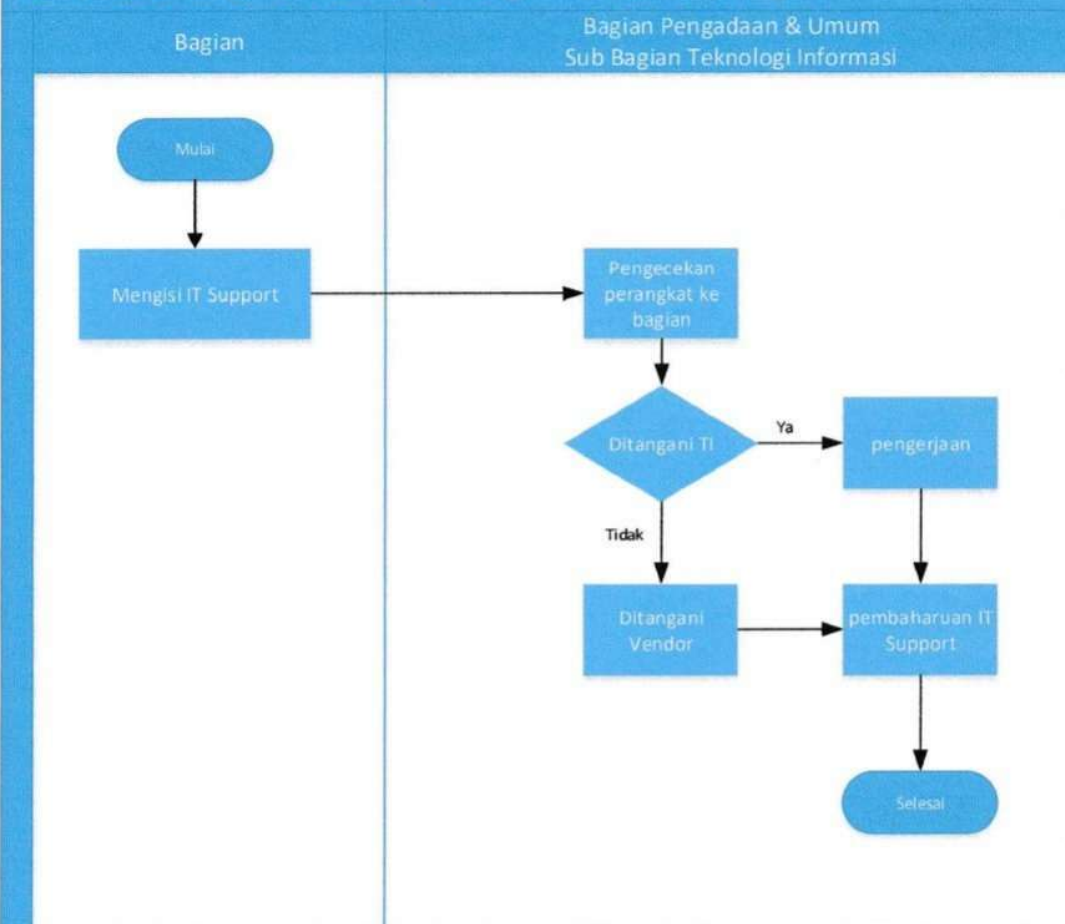 Bagian
Bagian Pengadaan & Umum
Sub Bagian Teknologi Informasi
Mulai
Mengisi IT Support
Pengecekan
perangkat ke
bagian
Ditangani TI
Ya
pengerjaan
Tidak
Ditangani
Vendor
pembaharuan IT
Support
Selesai